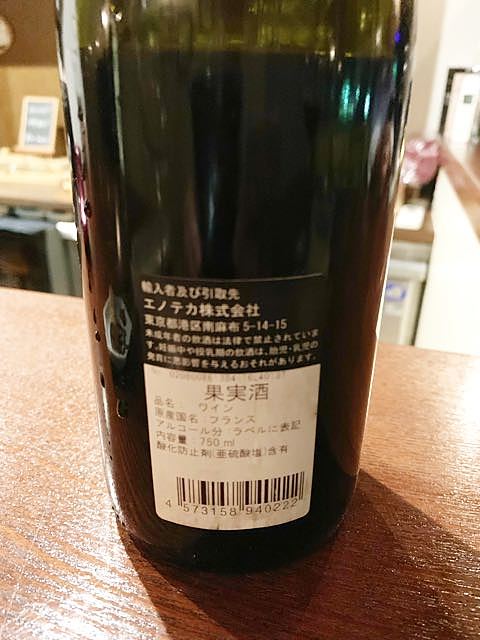 輸入者及び引取先
エノテカ株式会社
東京都港区南麻布5-14-15
未成年者の飲酒は法律で禁止されていま
す。妊娠中や授乳期の飲酒は、胎児・乳児の
発育に悪影響を与えるおそれがあります。
果実酒
品名: ワイン
原産国名:フランス
アルコール分:ラベルに表記
内容量:750 ml
酸化防止剤(亜硫酸塩)含有
4 573158 940222